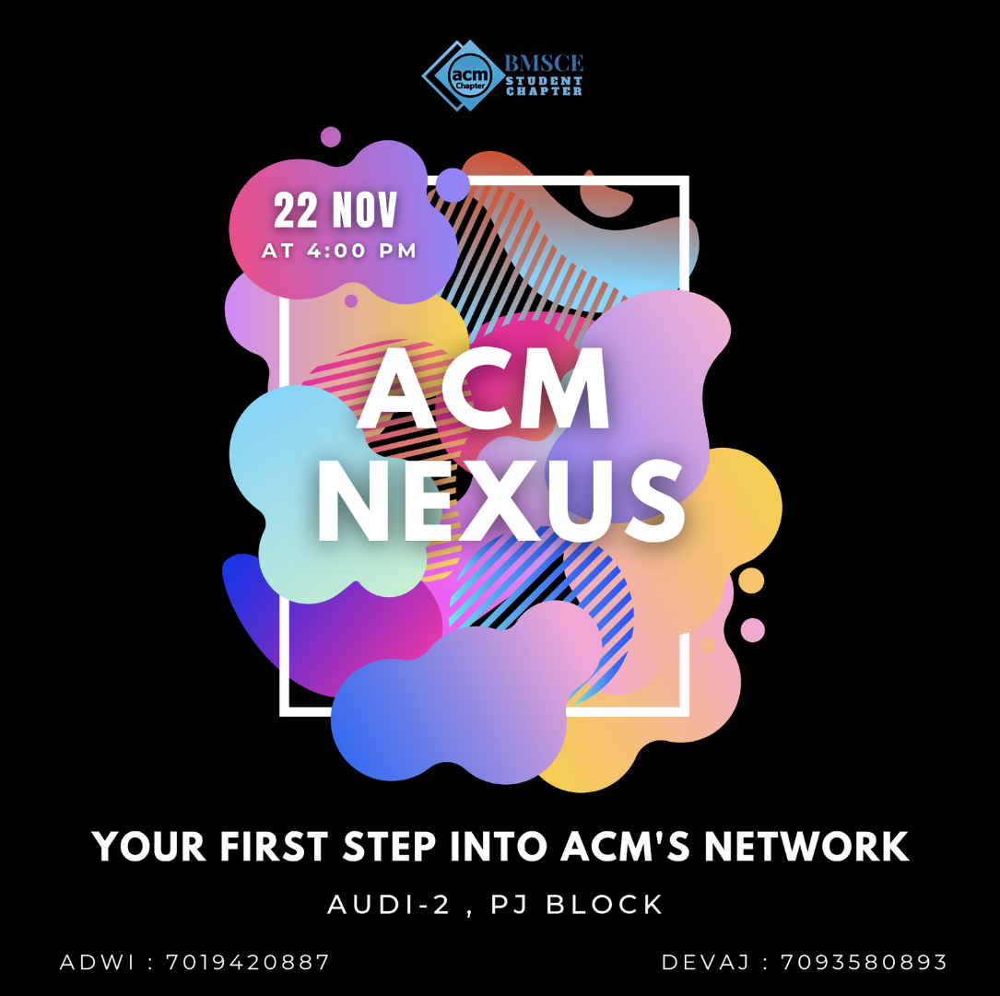 acm
Chapter
BMSCE
STUDENT
CHAPTER
22 NOV
AT 4:00 PM
ACM
NEXUS
YOUR FIRST STEP INTO ACM'S NETWORK
AUDI-2 , PJ BLOCK
ADWI : 7019420887
DEVAJ : 7093580893